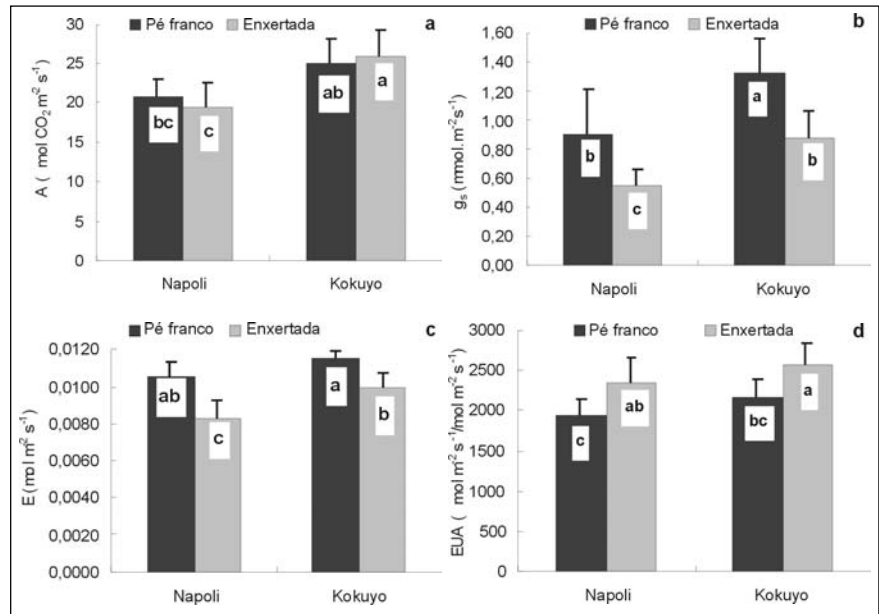 Pé franco Enxertada a
A ( mol CO2 m-2 s-1)
30
25
20
15
10
5
0
bc
c
ab
a
Napoli Kokuyo
Pé franco Enxertada b
gs (mmol.m-2s-1)
1,60
1,40
1,20
1,00
0,80
0,60
0,40
0,20
0,00
b
c
a
b
Napoli Kokuyo
Pé franco Enxertada c
E (mol m-2 s-1)
0,0120
0,0100
0,0080
0,0060
0,0040
0,0020
0,0000
ab
c
a
b
Napoli Kokuyo
Pé franco Enxertada d
EUA ( mol m-2 s-1/mol m-2 s-1)
3000
2500
2000
1500
1000
500
0
c
ab
bc
a
Napoli Kokuyo